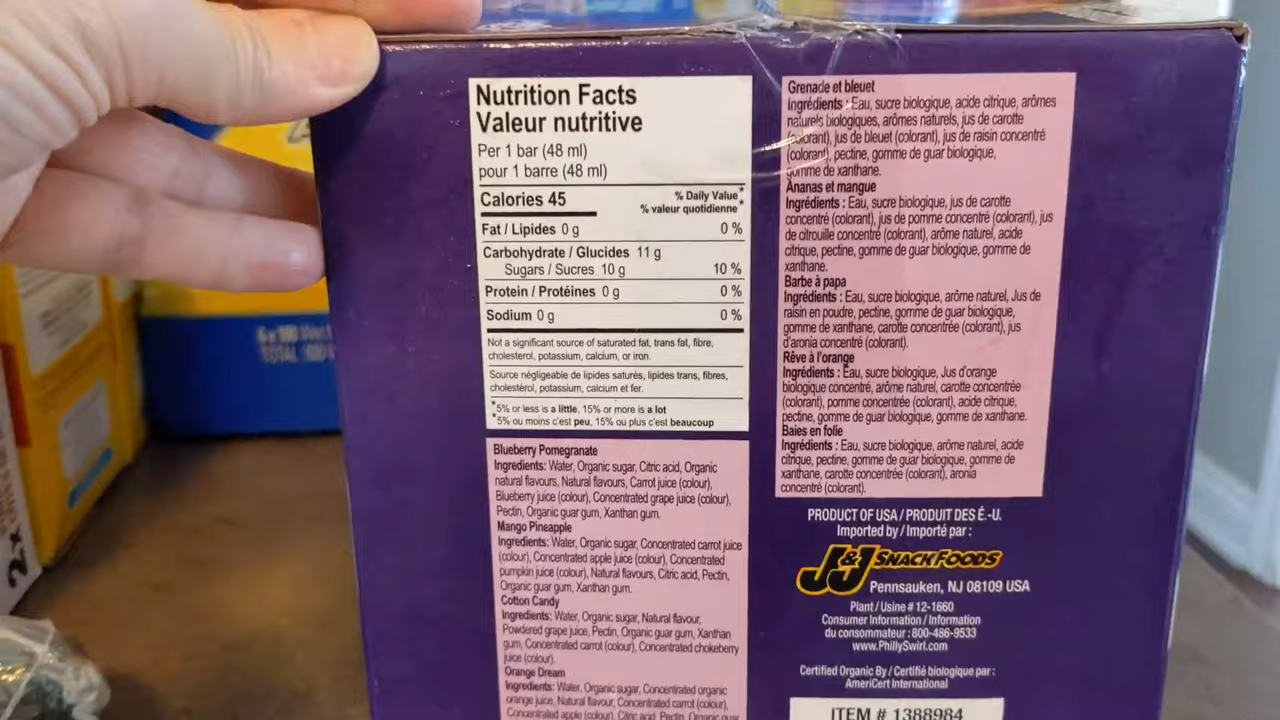 Nutrition Facts
Valeur nutritive
Per 1 bar (48 ml)
pour 1 barre (48 ml)
Calories 45
% Daily Value*
% valeur quotidienne*
Fat / Lipides 0 g 0 %
Carbohydrate / Glucides 11 g
Sugars / Sucres 10 g 10 %
Protein / Protéines 0 g 0 %
Sodium 0 g 0 %
Not a significant source of saturated fat, trans fat, fibre,
cholesterol, potassium, calcium, or iron.
Source négligeable de lipides saturés, lipides trans, fibres,
cholestérol, potassium, calcium et fer.
*5% or less is a little, 15% or more is a lot
*5% ou moins c'est peu, 15% ou plus c'est beaucoup
Blueberry Pomegranate
Ingredients: Water, Organic sugar, Citric acid, Organic
natural flavours, Natural flavours, Carrot juice (colour),
Blueberry juice (colour), Concentrated grape juice (colour),
Pectin, Organic guar gum, Xanthan gum.
Mango Pineapple
Ingredients: Water, Organic sugar, Concentrated carrot juice
(colour), Concentrated apple juice (colour), Concentrated
pumpkin juice (colour), Natural flavours, Citric acid, Pectin,
Organic guar gum, Xanthan gum.
Cotton Candy
Ingredients: Water, Organic sugar, Natural flavour,
Powdered grape juice, Pectin, Organic guar gum, Xanthan
gum, Concentrated carrot (colour), Concentrated chokeberry
juice (colour).
Orange Dream
Ingredients: Water, Organic sugar, Concentrated organic
orange juice, Natural flavour, Concentrated carrot (colour),
Concentrated apple (colour), Citric acid, Pectin, Organic guar
Grenade et bleuet
Ingrédients : Eau, sucre biologique, acide citrique, arômes
naturels biologiques, arômes naturels, jus de carotte
(colorant), jus de bleuet (colorant), jus de raisin concentré
(colorant), pectine, gomme de guar biologique,
gomme de xanthane.
Ananas et mangue
Ingrédients : Eau, sucre biologique, jus de carotte
concentré (colorant), jus de pomme concentré (colorant), jus
de citrouille concentré (colorant), arôme naturel, acide
citrique, pectine, gomme de guar biologique, gomme de
xanthane.
Barbe à papa
Ingrédients : Eau, sucre biologique, arôme naturel, Jus de
raisin en poudre, pectine, gomme de guar biologique,
gomme de xanthane, carotte concentrée (colorant), jus
d'aronia concentré (colorant).
Rêve à l'orange
Ingrédients : Eau, sucre biologique, Jus d'orange
biologique concentré, arôme naturel, carotte concentrée
(colorant), pomme concentrée (colorant), acide citrique,
pectine, gomme de guar biologique, gomme de xanthane.
Baies en folie
Ingrédients : Eau, sucre biologique, arôme naturel, acide
citrique, pectine, gomme de guar biologique, gomme de
xanthane, carotte concentrée (colorant), aronia
concentré (colorant).
PRODUCT OF USA / PRODUIT DES É.-U.
Imported by / Importé par :
J&J SNACK FOODS
Pennsauken, NJ 08109 USA
Plant / Usine # 12-1660
Consumer Information / Information
du consommateur : 800-486-9533
www.PhillySwirl.com
Certified Organic By / Certifié biologique par :
AmeriCert International
ITEM # 1388984
TOTAL